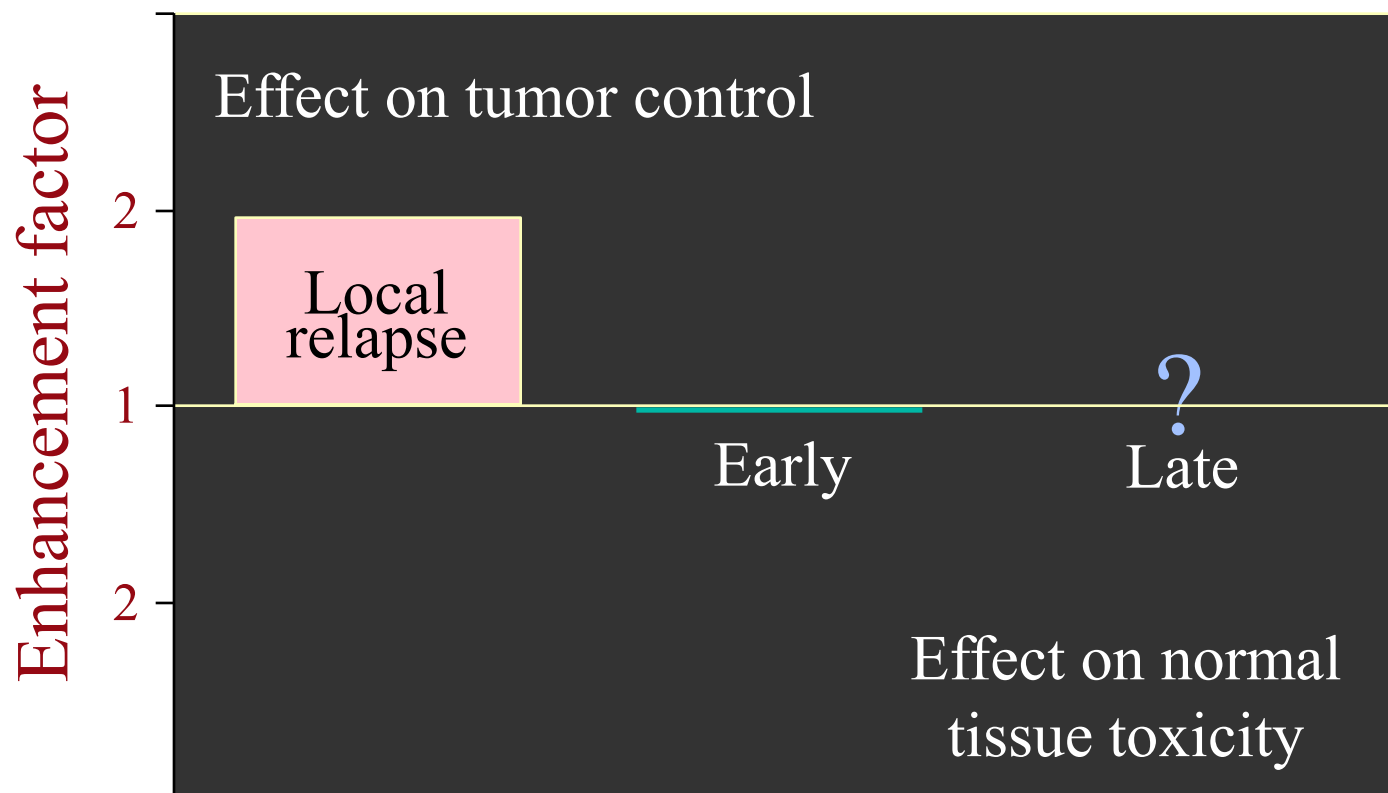 Enhancement factor
Effect on tumor control
2
Local
relapse
1
?
Early
Late
2
Effect on normal
tissue toxicity